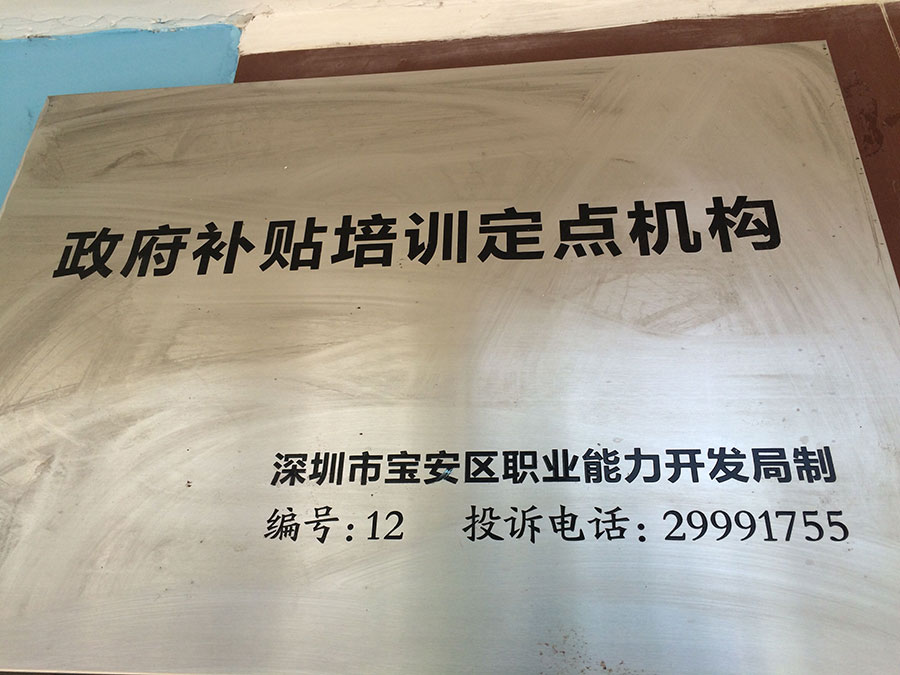 政府补贴培训定点机构
深圳市宝安区职业能力开发局制
编号:12 投诉电话:29991755